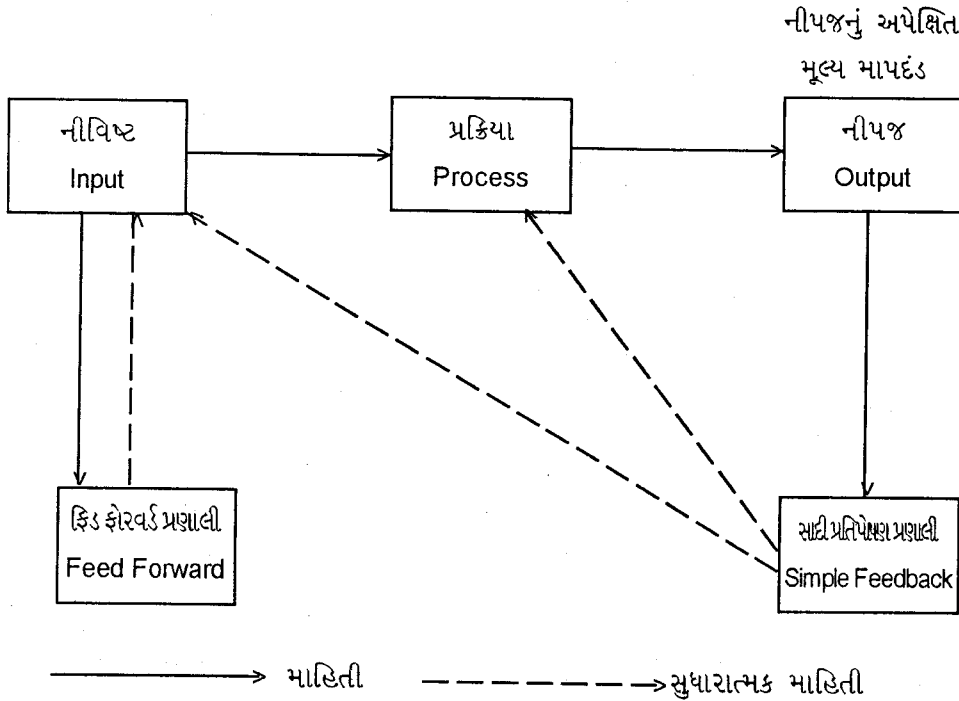 નીપજનું અપેક્ષિત
મૂલ્ય માપદંડ
નીવિષ્ટ
Input
પ્રક્રિયા
Process
નીપજ
Output
ફિડ ફોરવર્ડ પ્રણાલી
Feed Forward
સાદી પ્રતિપોષણ પ્રણાલી
Simple Feedback
માહિતી
સુધારાત્મક માહિતી